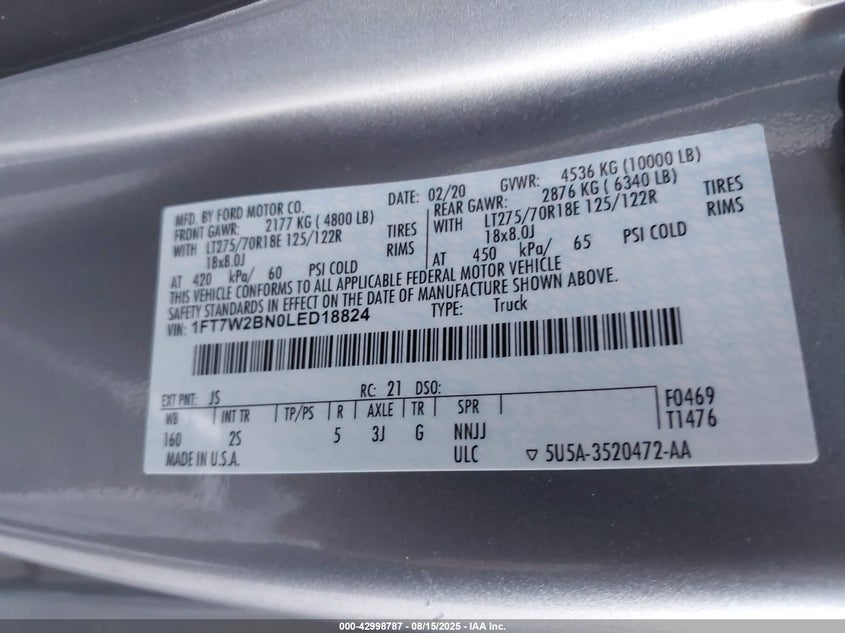 MFD. BY FORD MOTOR CO. DATE: 02/20 GVWR: 4536 KG (10000 LB)
FRONT GAWR: 2177 KG ( 4800 LB) REAR GAWR: 2876 KG ( 6340 LB)
WITH LT275/70R18E 125/122R TIRES WITH LT275/70R18E 125/122R TIRES
18x8.0J RIMS 18x8.0J RIMS
AT 420 kPa/ 60 PSI COLD AT 450 kPa/ 65 PSI COLD
THIS VEHICLE CONFORMS TO ALL APPLICABLE FEDERAL MOTOR VEHICLE
SAFETY STANDARDS IN EFFECT ON THE DATE OF MANUFACTURE SHOWN ABOVE.
VIN: 1FT7W2BN0LED18824 TYPE: Truck
EXT PNT: JS RC: 21 DSO: F0469
WB INT TR TP/PS R AXLE TR SPR T1476
160 2S 5 3J G NNJJ
MADE IN U.S.A. ULC ▽ 5U5A-3520472-AA
000-42998787 - 08/15/2025 - IAA Inc.